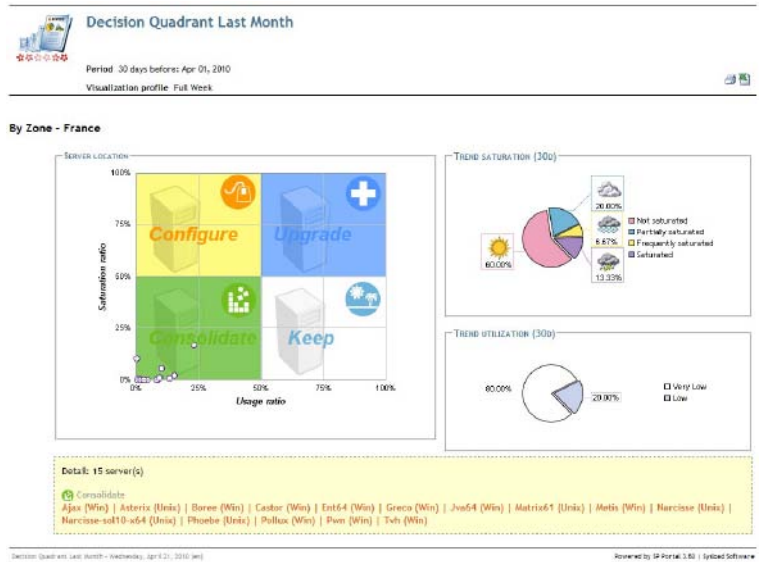 Decision Quadrant Last Month
Period 30 days before: Apr 01, 2010
Visualization profile Full Week
By Zone - France
SERVER LOCATION
100%
75%
50%
25%
0%
Saturation ratio
Configure
Upgrade
Consolidate
Keep
0%
25%
50%
75%
100%
Usage ratio
TREND SATURATION (30D)
20.00%
6.67%
13.33%
60.00%
Not saturated
Partially saturated
Frequently saturated
Saturated
TREND UTILIZATION (30D)
80.00%
20.00%
Very Low
Low
Detail: 15 server(s)
Consolidate
Ajax (Win) | Asterix (Unix) | Boree (Win) | Castor (Win) | Ent64 (Win) | Greco (Win) | Jvo64 (Win) | Matrix61 (Unix) | Metis (Win) | Narcisse (Unix) |
Narcisse-sol10-x64 (Unix) | Phoebe (Unix) | Pollux (Win) | Pwn (Win) | Tvh (Win)
Decision Quadrant Last Month - Wednesday, April 21, 2010 (en)
Powered by SP Portal 3.80 | Sysload Software